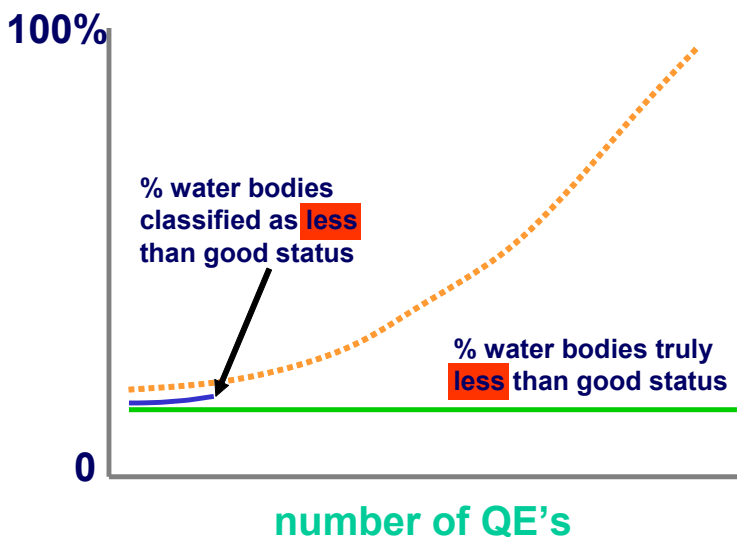 100%
% water bodies
classified as less
than good status
% water bodies truly
less than good status
0
number of QE's